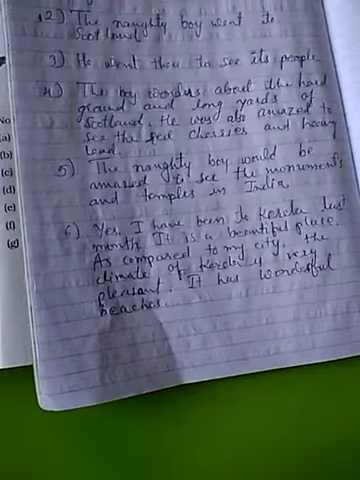 2) The naughty boy went to
Scotland.
3) He went there to see its people
4) The boy wonders about the hard
ground and long yards of
Scotland. He was also amazed to
see the red cherries and heavy
lead.
5) The naughty boy would be
amazed to see the monuments
and temples in India
6) Yes, I have been to Kerela last
month. It is a beautiful place.
As compared to my city, the
climate of Kerela is very
pleasant. It has wonderful
beaches.
No
(a)
(b)
(c)
(d)
(e)
(f)
(g)